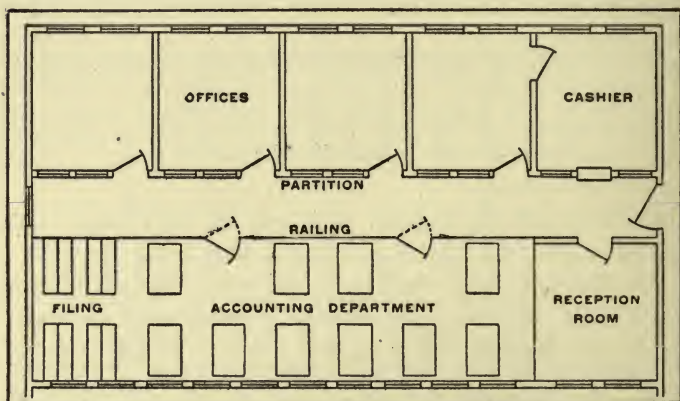 OFFICES
CASHIER
PARTITION
RAILING
FILING
ACCOUNTING DEPARTMENT
RECEPTION
ROOM